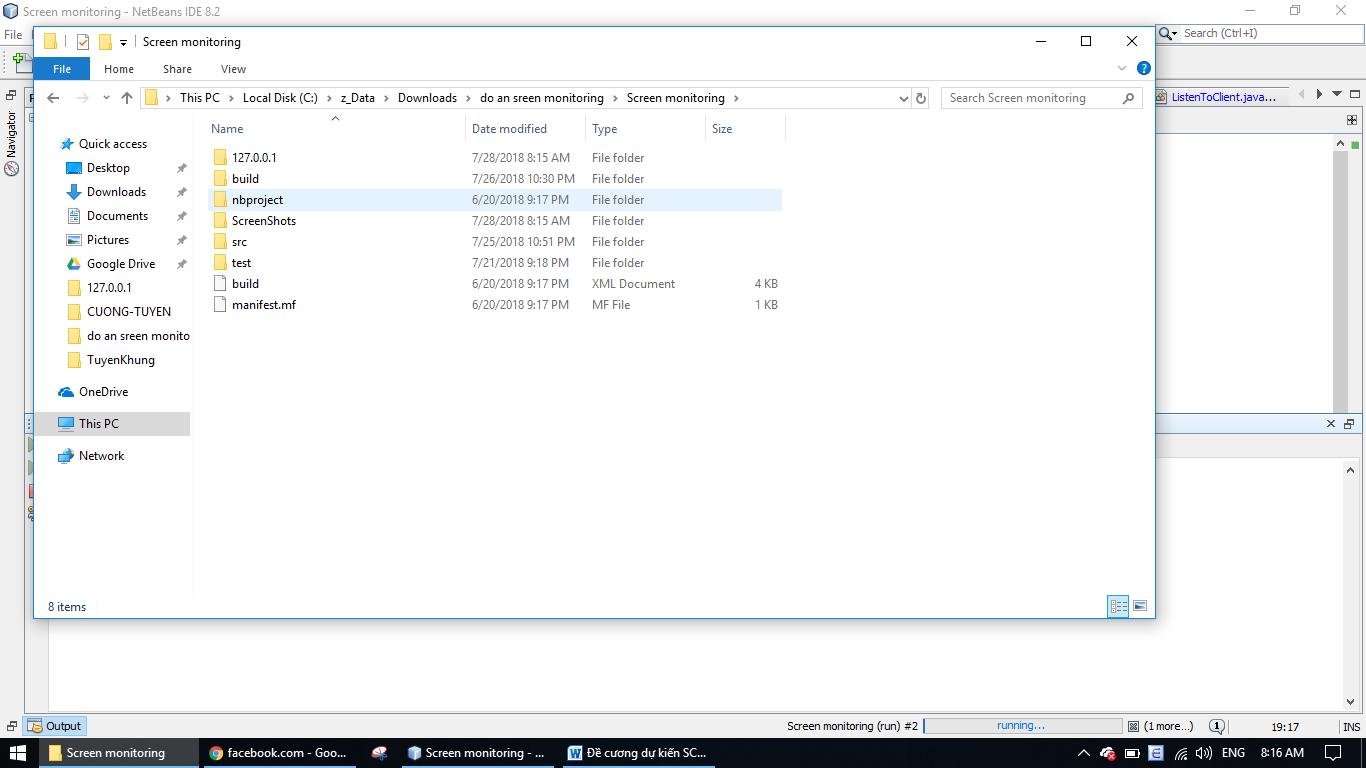 Screen monitoring - NetBeans IDE 8.2
File
Search (Ctrl+I)
Screen monitoring
File Home Share View
This PC Local Disk (C:) z_Data Downloads do an sreen monitoring Screen monitoring
Search Screen monitoring
ListenToClient.java...
Navigator
Name Date modified Type Size
Quick access
Desktop
Downloads
Documents
Pictures
Google Drive
127.0.0.1
CUONG-TUYEN
do an sreen monito
TuyenKhung
OneDrive
This PC
Network
127.0.0.1 7/28/2018 8:15 AM File folder
build 7/26/2018 10:30 PM File folder
nbproject 6/20/2018 9:17 PM File folder
ScreenShots 7/28/2018 8:15 AM File folder
src 7/25/2018 10:51 PM File folder
test 7/21/2018 9:18 PM File folder
build 6/20/2018 9:17 PM XML Document 4 KB
manifest.mf 6/20/2018 9:17 PM MF File 1 KB
8 items
Output
Screen monitoring (run) #2 running... (1 more...) 1 19:17 INS
Screen monitoring
facebook.com - Goo...
Screen monitoring - ...
Đề cương dự kiến SC...
ENG 8:16 AM